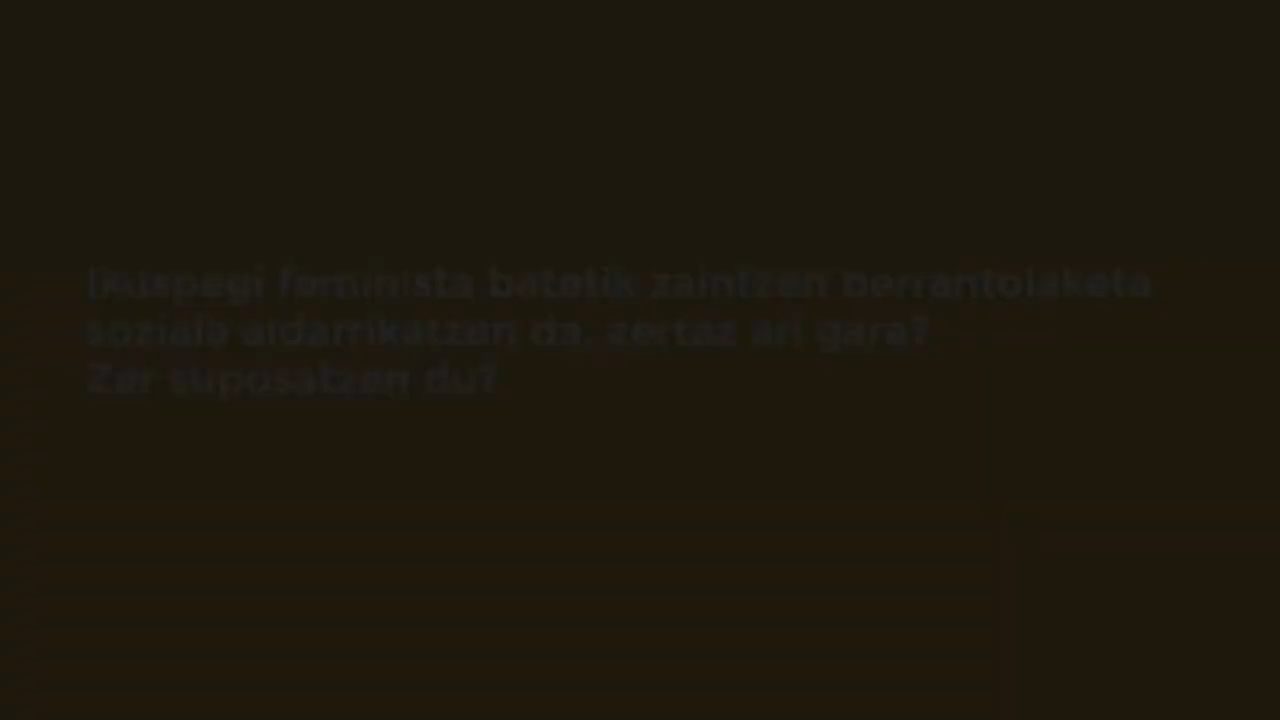 Ikuspegi feminista batetik zaintzen berrantolaketa
soziala aldarrikatzen da, zertaz ari gara?
Zer suposatzen du?